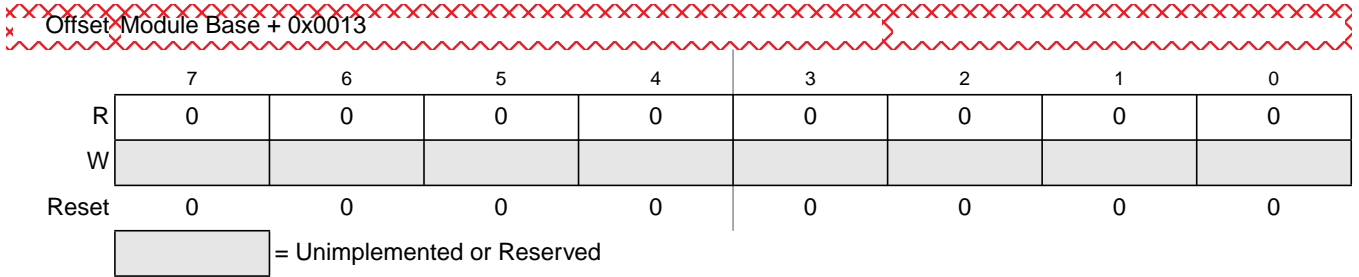 Offset Module Base + 0x0013
7 6 5 4 3 2 1 0
R 0 0 0 0 0 0 0 0
W
Reset 0 0 0 0 0 0 0 0
= Unimplemented or Reserved